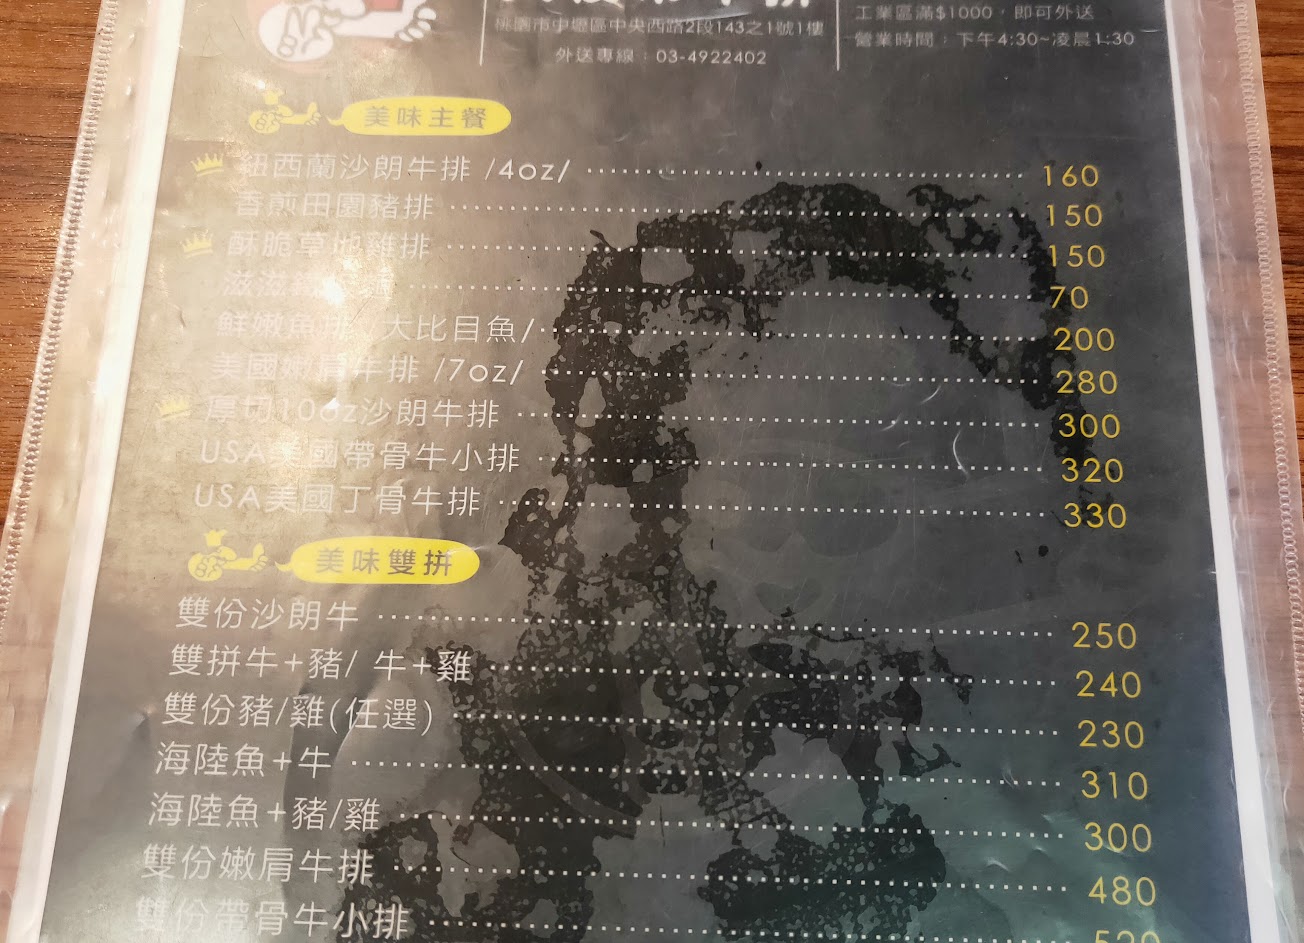 桃園市中壢區中央西路2段143之1號1樓
外送專線：03-4922402
工業區滿$1000，即可外送
營業時間：下午4:30~凌晨1:30
美味主餐
紐西蘭沙朗牛排 /4oz/ 160
香煎田園豬排 150
酥脆草地雞排 150
滋滋 70
鮮嫩魚排 /大比目魚/ 200
美國嫩肩牛排 /7oz/ 280
厚切10oz沙朗牛排 300
USA美國帶骨牛小排 320
USA美國丁骨牛排 330
美味雙拼
雙份沙朗牛 250
雙拼牛+豬/ 牛+雞 240
雙份豬/雞(任選) 230
海陸魚+牛 310
海陸魚+豬/雞 300
雙份嫩肩牛排 480
雙份帶骨牛小排 520